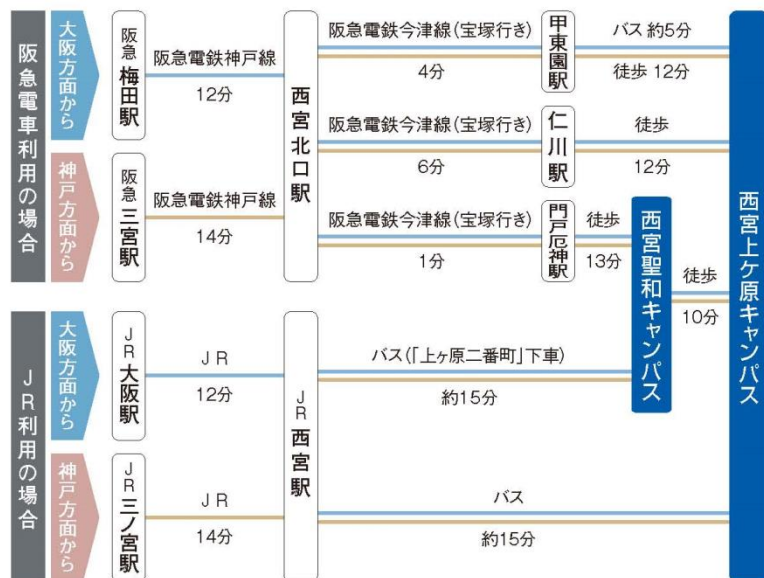 阪急電車利用の場合
大阪方面から
阪急 梅田駅
阪急電鉄神戸線
12分
神戸方面から
阪急 三宮駅
阪急電鉄神戸線
14分
西宮北口駅
阪急電鉄今津線(宝塚行き)
4分
甲東園駅
バス 約5分
徒歩 12分
阪急電鉄今津線(宝塚行き)
6分
仁川駅
徒歩
12分
阪急電鉄今津線(宝塚行き)
1分
門戸厄神駅
徒歩
13分
西宮聖和キャンパス
徒歩
10分
西宮上ケ原キャンパス
JR利用の場合
大阪方面から
JR 大阪駅
JR
12分
神戸方面から
JR 三ノ宮駅
JR
14分
JR 西宮駅
バス(「上ヶ原二番町」下車)
約15分
バス
約15分